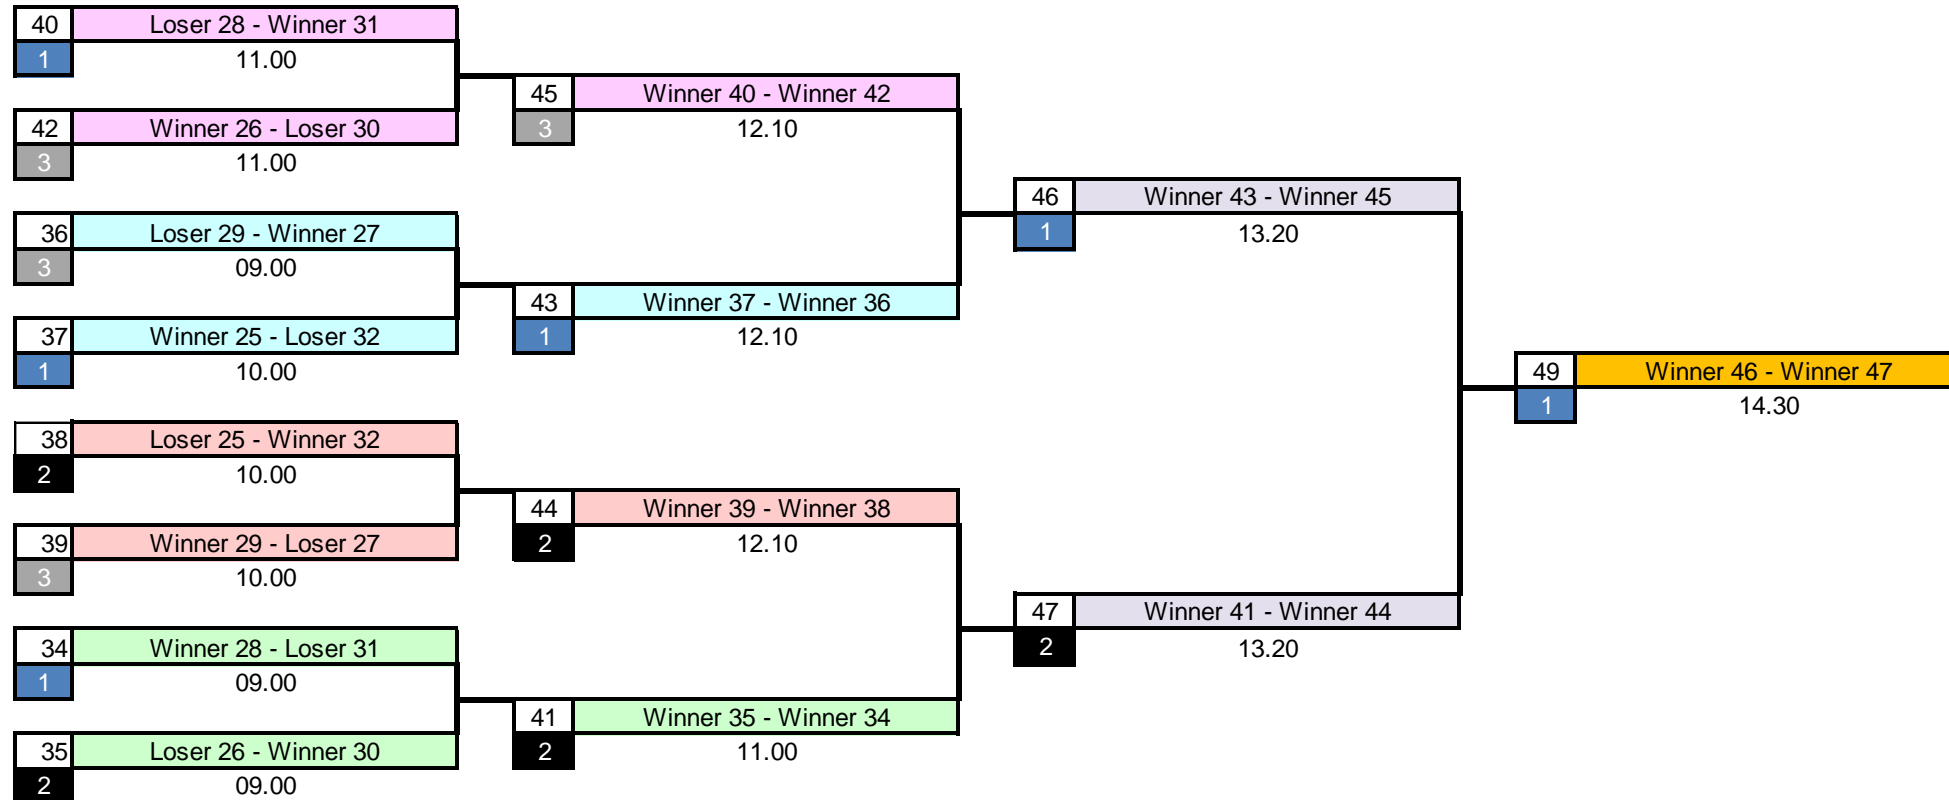 40 Loser 28 - Winner 31
1 11.00
45 Winner 40 - Winner 42
3 12.10
42 Winner 26 - Loser 30
3 11.00
46 Winner 43 - Winner 45
1 13.20
36 Loser 29 - Winner 27
3 09.00
43 Winner 37 - Winner 36
1 12.10
37 Winner 25 - Loser 32
1 10.00
49 Winner 46 - Winner 47
1 14.30
38 Loser 25 - Winner 32
2 10.00
44 Winner 39 - Winner 38
2 12.10
39 Winner 29 - Loser 27
3 10.00
47 Winner 41 - Winner 44
2 13.20
34 Winner 28 - Loser 31
1 09.00
41 Winner 35 - Winner 34
2 11.00
35 Loser 26 - Winner 30
2 09.00